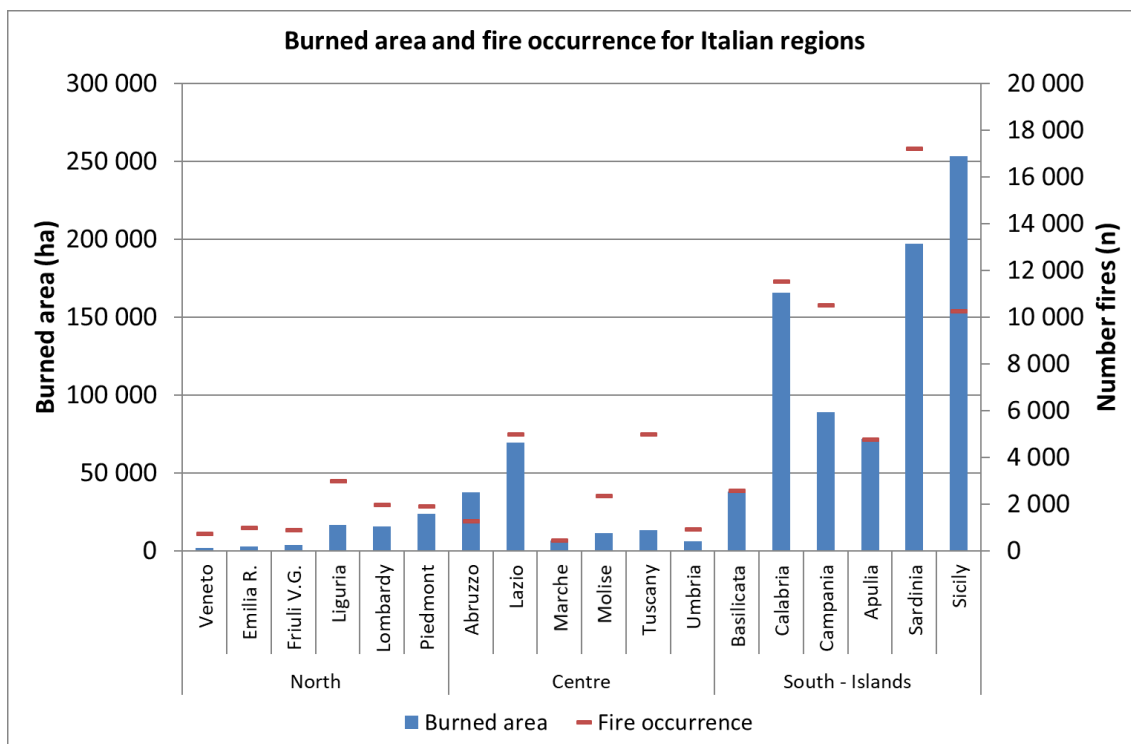 Burned area and fire occurrence for Italian regions
300 000
250 000
200 000
150 000
100 000
50 000
0
Burned area (ha)
20 000
18 000
16 000
14 000
12 000
10 000
8 000
6 000
4 000
2 000
0
Number fires (n)
Veneto
Emilia R.
Friuli V.G.
Liguria
Lombardy
Piedmont
Abruzzo
Lazio
Marche
Molise
Tuscany
Umbria
Basilicata
Calabria
Campania
Apulia
Sardinia
Sicily
North
Centre
South - Islands
Burned area
Fire occurrence